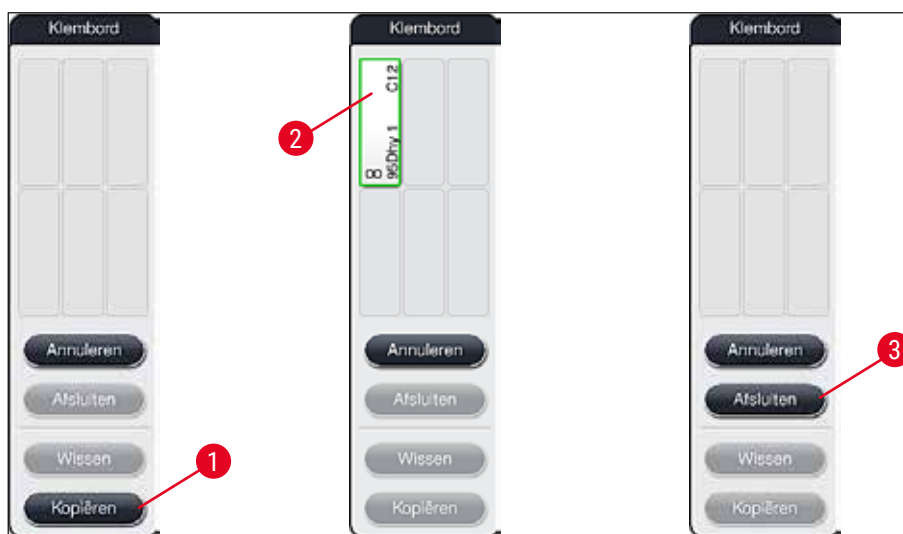 Klembord
Annuleren
Afsluiten
Wissen
Kopiëren
1
Klembord
C12
95Dhy 1
∞
2
Annuleren
Afsluiten
Wissen
Kopiëren
Klembord
Annuleren
Afsluiten
3
Wissen
Kopiëren